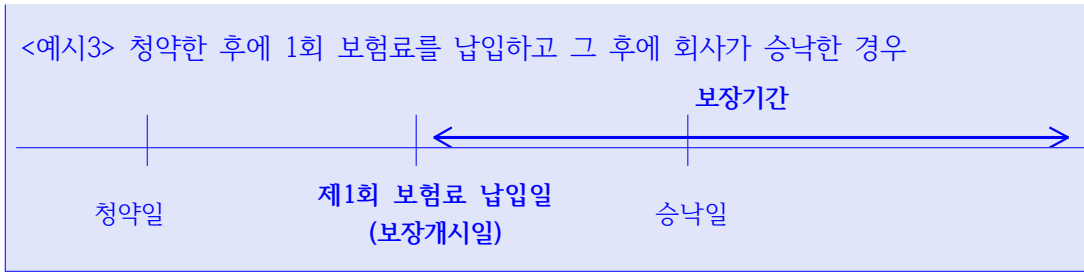 <예시3> 청약한 후에 1회 보험료를 납입하고 그 후에 회사가 승낙한 경우
보장기간
청약일
제1회 보험료 납입일
(보장개시일)
승낙일